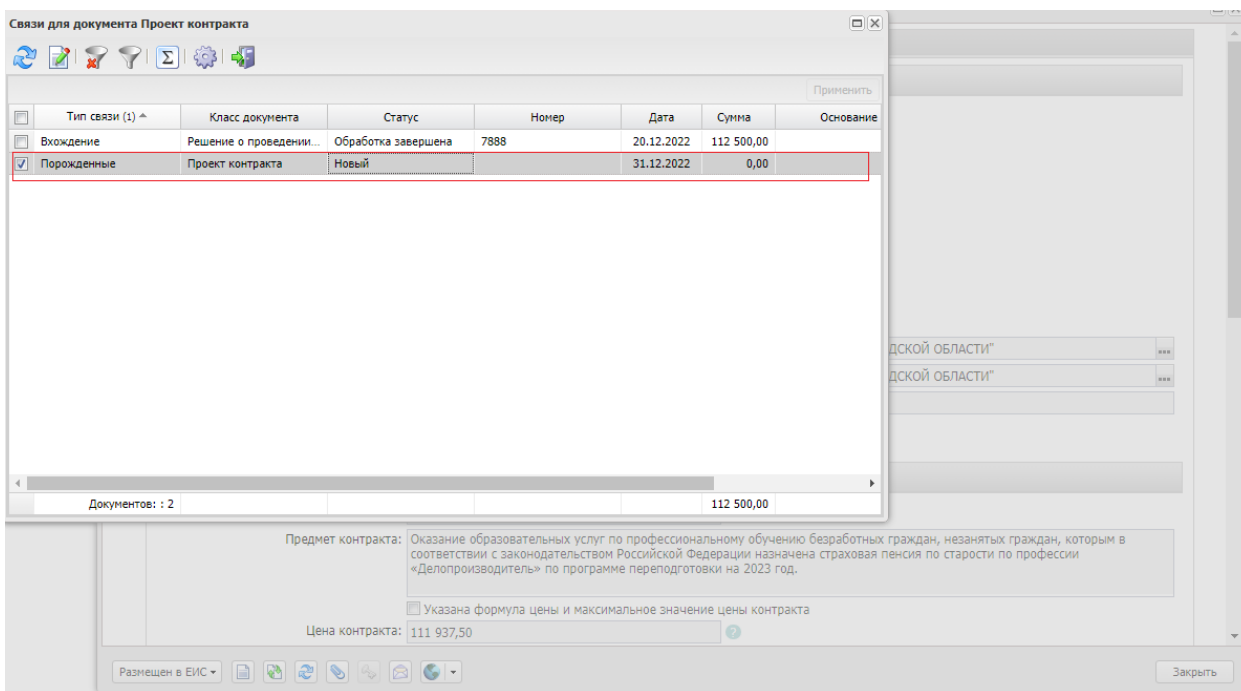 Связи для документа Проект контракта
Применить
Тип связи (1) Класс документа Статус Номер Дата Сумма Основание
Вхождение Решение о проведении... Обработка завершена 7888 20.12.2022 112 500,00
Порожденные Проект контракта Новый 31.12.2022 0,00
ДСКОЙ ОБЛАСТИ"
ДСКОЙ ОБЛАСТИ"
Документов: : 2 112 500,00
Предмет контракта: Оказание образовательных услуг по профессиональному обучению безработных граждан, незанятых граждан, которым в
соответствии с законодательством Российской Федерации назначена страховая пенсия по старости по профессии
«Делопроизводитель» по программе переподготовки на 2023 год.
Указана формула цены и максимальное значение цены контракта
Цена контракта: 111 937,50
Размещен в ЕИС Закрыть